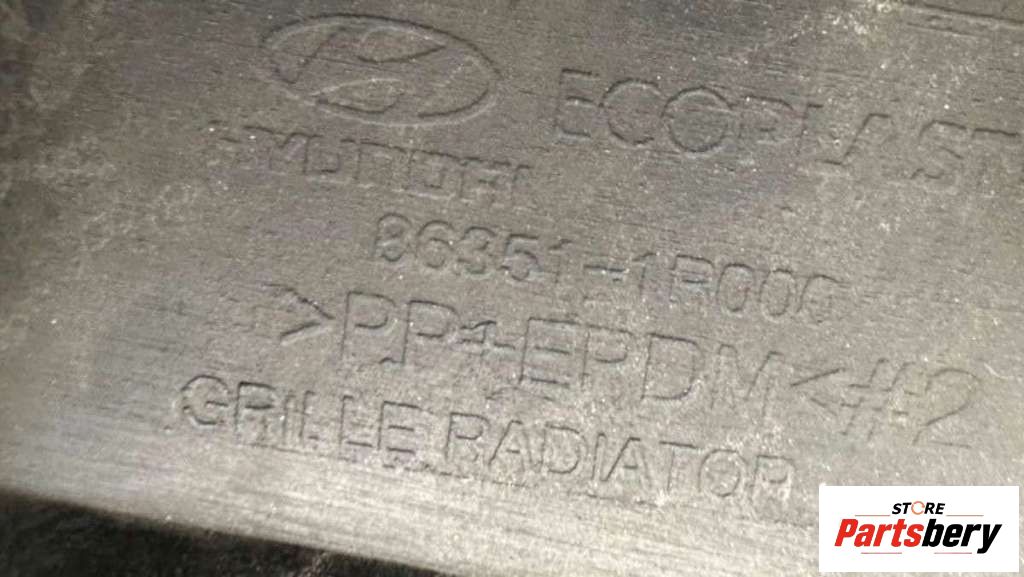 ECOPLAST
HYUNDAI
86351-1R000
>PP+EPDM<#2
GRILLE RADIATOR
STORE
Partsbery